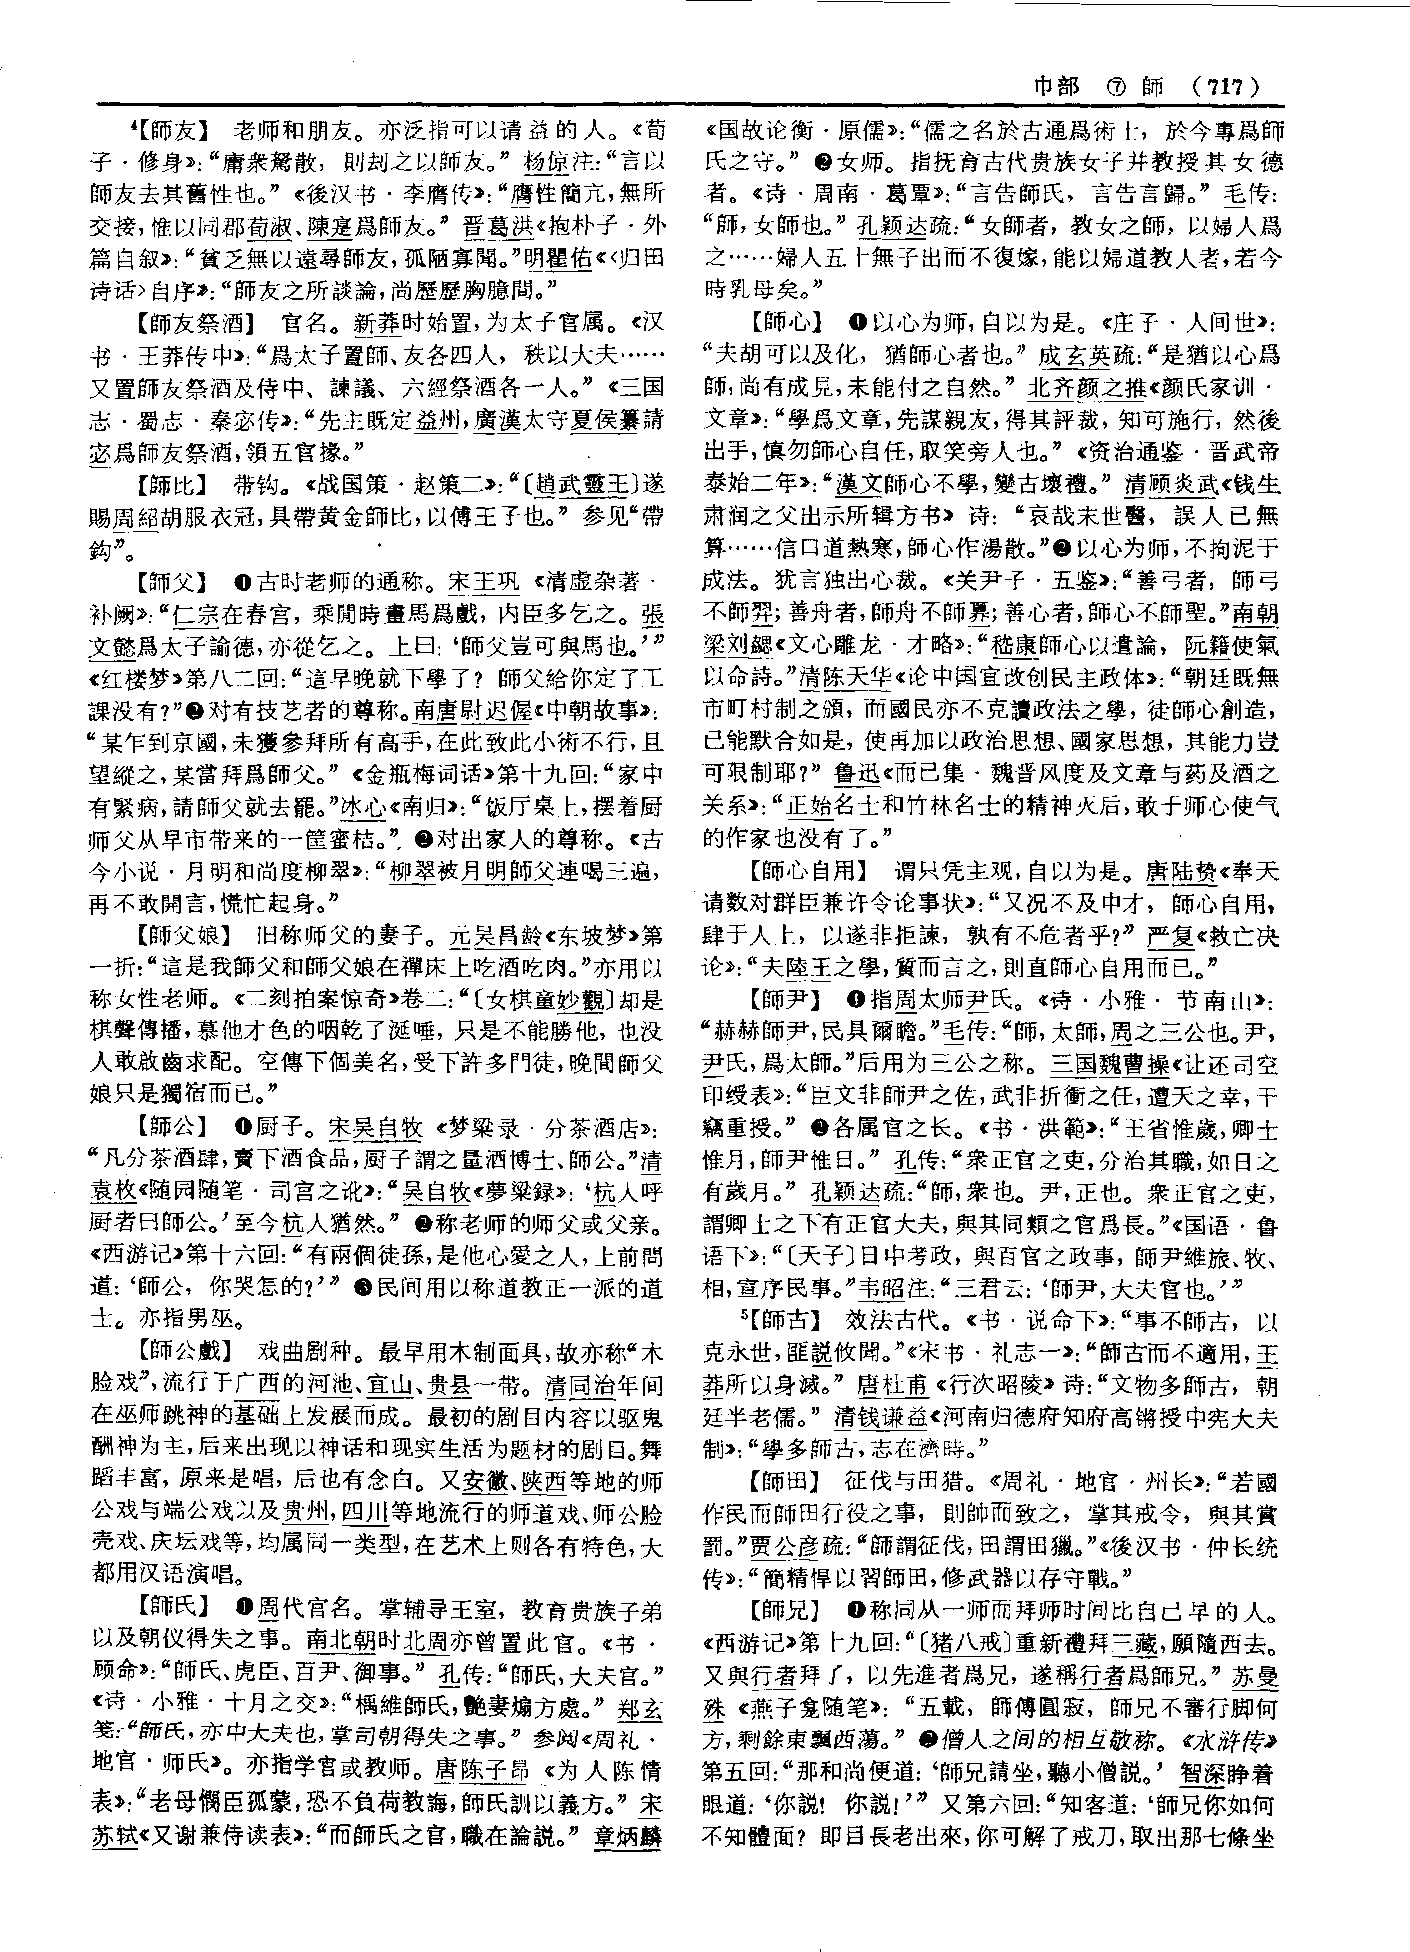 巾部 ⑦ 師 (717)
⁴【師友】 老师和朋友。亦泛指可以请益的人。《荀
子·修身》：“庸衆駑散，則刦之以師友。” 杨倞注：“言以
師友去其舊性也。” 《後汉书·李膺传》：“膺性簡亢，無所
交接，惟以同郡荀淑、陳寔爲師友。” 晋葛洪《抱朴子·外
篇自叙》：“貧乏無以遠尋師友，孤陋寡聞。”明瞿佑《〈归田
诗话〉自序》：“師友之所談論，尚歷歷胸臆間。”
【師友祭酒】 官名。新莽时始置，为太子官属。《汉
书·王莽传中》：“爲太子置師、友各四人，秩以大夫……
又置師友祭酒及侍中、諫議、六經祭酒各一人。” 《三国
志·蜀志·秦宓传》：“先主既定益州，廣漢太守夏侯纂請
宓爲師友祭酒，領五官掾。”
【師比】 带钩。《战国策·赵策二》：“〔趙武靈王〕遂
賜周紹胡服衣冠，具帶黄金師比，以傅王子也。” 参见“帶
鈎”。
【師父】 ❶古时老师的通称。宋王巩《清虚杂著·
补阙》：“仁宗在春宫，乘閒時畫馬爲戲，内臣多乞之。張
文懿爲太子諭德，亦從乞之。上曰：‘師父豈可與馬也。’”
《红楼梦》第八二回：“這早晚就下學了？師父給你定了工
課没有？”❷对有技艺者的尊称。南唐尉迟偓《中朝故事》：
“某乍到京國，未獲參拜所有高手，在此致此小術不行，且
望縱之，某當拜爲師父。” 《金瓶梅词话》第十九回：“家中
有緊病，請師父就去罷。”冰心《南归》：“饭厅桌上，摆着厨
师父从早市带来的一筐蜜桔。” ❷对出家人的尊称。《古
今小说·月明和尚度柳翠》：“柳翠被月明師父連喝三遍，
再不敢開言，慌忙起身。”
【師父娘】 旧称师父的妻子。元吴昌龄《东坡梦》第
一折：“這是我師父和師父娘在禪床上吃酒吃肉。”亦用以
称女性老师。《二刻拍案惊奇》卷二：“〔女棋童妙觀〕却是
棋聲傳播，慕他才色的咽乾了涎唾，只是不能勝他，也没
人敢啟齒求配。空傳下個美名，受下許多門徒，晚間師父
娘只是獨宿而已。”
【師公】 ❶厨子。宋吴自牧《梦粱录·分茶酒店》：
“凡分茶酒肆，賣下酒食品，厨子謂之量酒博士、師公。”清
袁枚《随园随笔·司宫之讹》：“吴自牧《夢粱録》：‘杭人呼
厨者曰師公。’至今杭人猶然。” ❷称老师的师父或父亲。
《西游记》第十六回：“有兩個徒孫，是他心愛之人，上前問
道：‘師公，你哭怎的？’” ❸民间用以称道教正一派的道
士。亦指男巫。
【師公戲】 戏曲剧种。最早用木制面具，故亦称“木
脸戏”，流行于广西的河池、宜山、贵县一带。清同治年间
在巫师跳神的基础上发展而成。最初的剧目内容以驱鬼
酬神为主，后来出现以神话和现实生活为题材的剧目。舞
蹈丰富，原来是唱，后也有念白。又安徽、陕西等地的师
公戏与端公戏以及贵州，四川等地流行的师道戏、师公脸
壳戏、庆坛戏等，均属同一类型，在艺术上则各有特色，大
都用汉语演唱。
【師氏】 ❶周代官名。掌辅导王室，教育贵族子弟
以及朝仪得失之事。南北朝时北周亦曾置此官。《书·
顾命》：“師氏、虎臣、百尹、御事。” 孔传：“師氏，大夫官。”
《诗·小雅·十月之交》：“楀維師氏，艷妻煽方處。” 郑玄
笺：“師氏，亦中大夫也，掌司朝得失之事。” 参阅《周礼·
地官·师氏》。亦指学官或教师。唐陈子昂《为人陈情
表》：“老母憫臣孤蒙，恐不負荷教誨，師氏訓以義方。” 宋
苏轼《又谢兼侍读表》：“而師氏之官，職在論説。” 章炳麟
《国故论衡·原儒》：“儒之名於古通爲術士，於今專爲師
氏之守。” ❷女师。指抚育古代贵族女子并教授其女德
者。《诗·周南·葛覃》：“言告師氏，言告言歸。” 毛传：
“師，女師也。” 孔颖达疏：“女師者，教女之師，以婦人爲
之……婦人五十無子出而不復嫁，能以婦道教人者，若今
時乳母矣。”
【師心】 ❶以心为师，自以为是。《庄子·人间世》：
“夫胡可以及化，猶師心者也。” 成玄英疏：“是猶以心爲
師，尚有成見，未能付之自然。” 北齐颜之推《颜氏家训·
文章》：“學爲文章，先謀親友，得其評裁，知可施行，然後
出手，慎勿師心自任，取笑旁人也。” 《资治通鉴·晋武帝
泰始二年》：“漢文師心不學，變古壞禮。” 清顾炎武《钱生
肃润之父出示所辑方书》诗：“哀哉末世醫，誤人已無
算……信口道熱寒，師心作湯散。”❷以心为师，不拘泥于
成法。犹言独出心裁。《关尹子·五鉴》：“善弓者，師弓
不師羿；善舟者，師舟不師奡；善心者，師心不師聖。”南朝
梁刘勰《文心雕龙·才略》：“嵇康師心以遣論，阮籍使氣
以命詩。”清陈天华《论中国宜改创民主政体》：“朝廷既無
市町村制之頒，而國民亦不克讀政法之學，徒師心創造，
已能默合如是，使再加以政治思想、國家思想，其能力豈
可限制耶？” 鲁迅《而已集·魏晋风度及文章与药及酒之
关系》：“正始名士和竹林名士的精神灭后，敢于师心使气
的作家也没有了。”
【師心自用】 谓只凭主观，自以为是。唐陆贽《奉天
请数对群臣兼许令论事状》：“又况不及中才，師心自用，
肆于人上，以遂非拒諫，孰有不危者乎？” 严复《救亡决
论》：“夫陸王之學，質而言之，則直師心自用而已。”
【師尹】 ❶指周太师尹氏。《诗·小雅·节南山》：
“赫赫師尹，民具爾瞻。”毛传：“師，太師，周之三公也。尹，
尹氏，爲太師。”后用为三公之称。三国魏曹操《让还司空
印绶表》：“臣文非師尹之佐，武非折衝之任，遭天之幸，干
竊重授。” ❷各属官之长。《书·洪範》：“王省惟歲，卿士
惟月，師尹惟日。” 孔传：“衆正官之吏，分治其職，如日之
有歲月。” 孔颖达疏：“師，衆也。尹，正也。衆正官之吏，
謂卿士之下有正官大夫，與其同類之官爲長。”《国语·鲁
语下》：“〔天子〕日中考政，與百官之政事，師尹維旅、牧、
相，宣序民事。”韦昭注：“三君云：‘師尹，大夫官也。’”
⁵【師古】 效法古代。《书·说命下》：“事不師古，以
克永世，匪説攸聞。”《宋书·礼志一》：“師古而不適用，王
莽所以身滅。” 唐杜甫《行次昭陵》诗：“文物多師古，朝
廷半老儒。” 清钱谦益《河南归德府知府高锵授中宪大夫
制》：“學多師古，志在濟時。”
【師田】 征伐与田猎。《周礼·地官·州长》：“若國
作民而師田行役之事，則帥而致之，掌其戒令，與其賞
罰。”贾公彦疏：“師謂征伐，田謂田獵。”《後汉书·仲长统
传》：“簡精悍以習師田，修武器以存守戰。”
【師兄】 ❶称同从一师而拜师时间比自己早的人。
《西游记》第十九回：“〔猪八戒〕重新禮拜三藏，願隨西去。
又與行者拜了，以先進者爲兄，遂稱行者爲師兄。” 苏曼
殊《燕子龛随笔》：“五載，師傅圓寂，師兄不審行脚何
方，剩餘東飄西蕩。” ❷僧人之间的相互敬称。《水浒传》
第五回：“那和尚便道：‘師兄請坐，聽小僧説。’ 智深睁着
眼道：‘你説！你説！’” 又第六回：“知客道：‘師兄你如何
不知體面？即目長老出來，你可解了戒刀，取出那七條坐